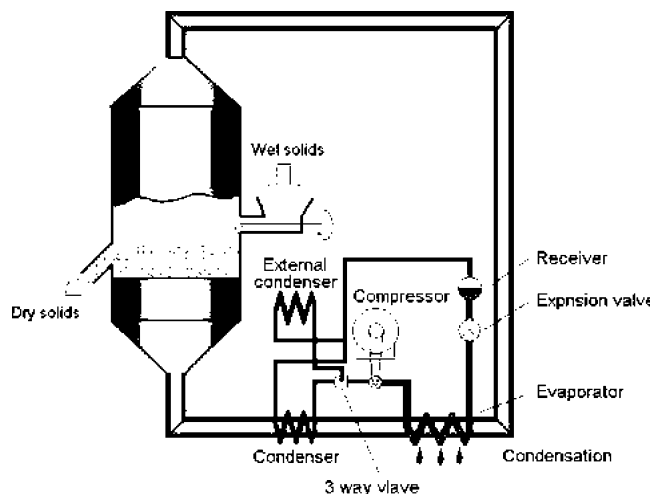 Wet solids
Dry solids
External
condenser
Compressor
Receiver
Expnsion valve
Evaporator
Condenser
Condensation
3 way vlave